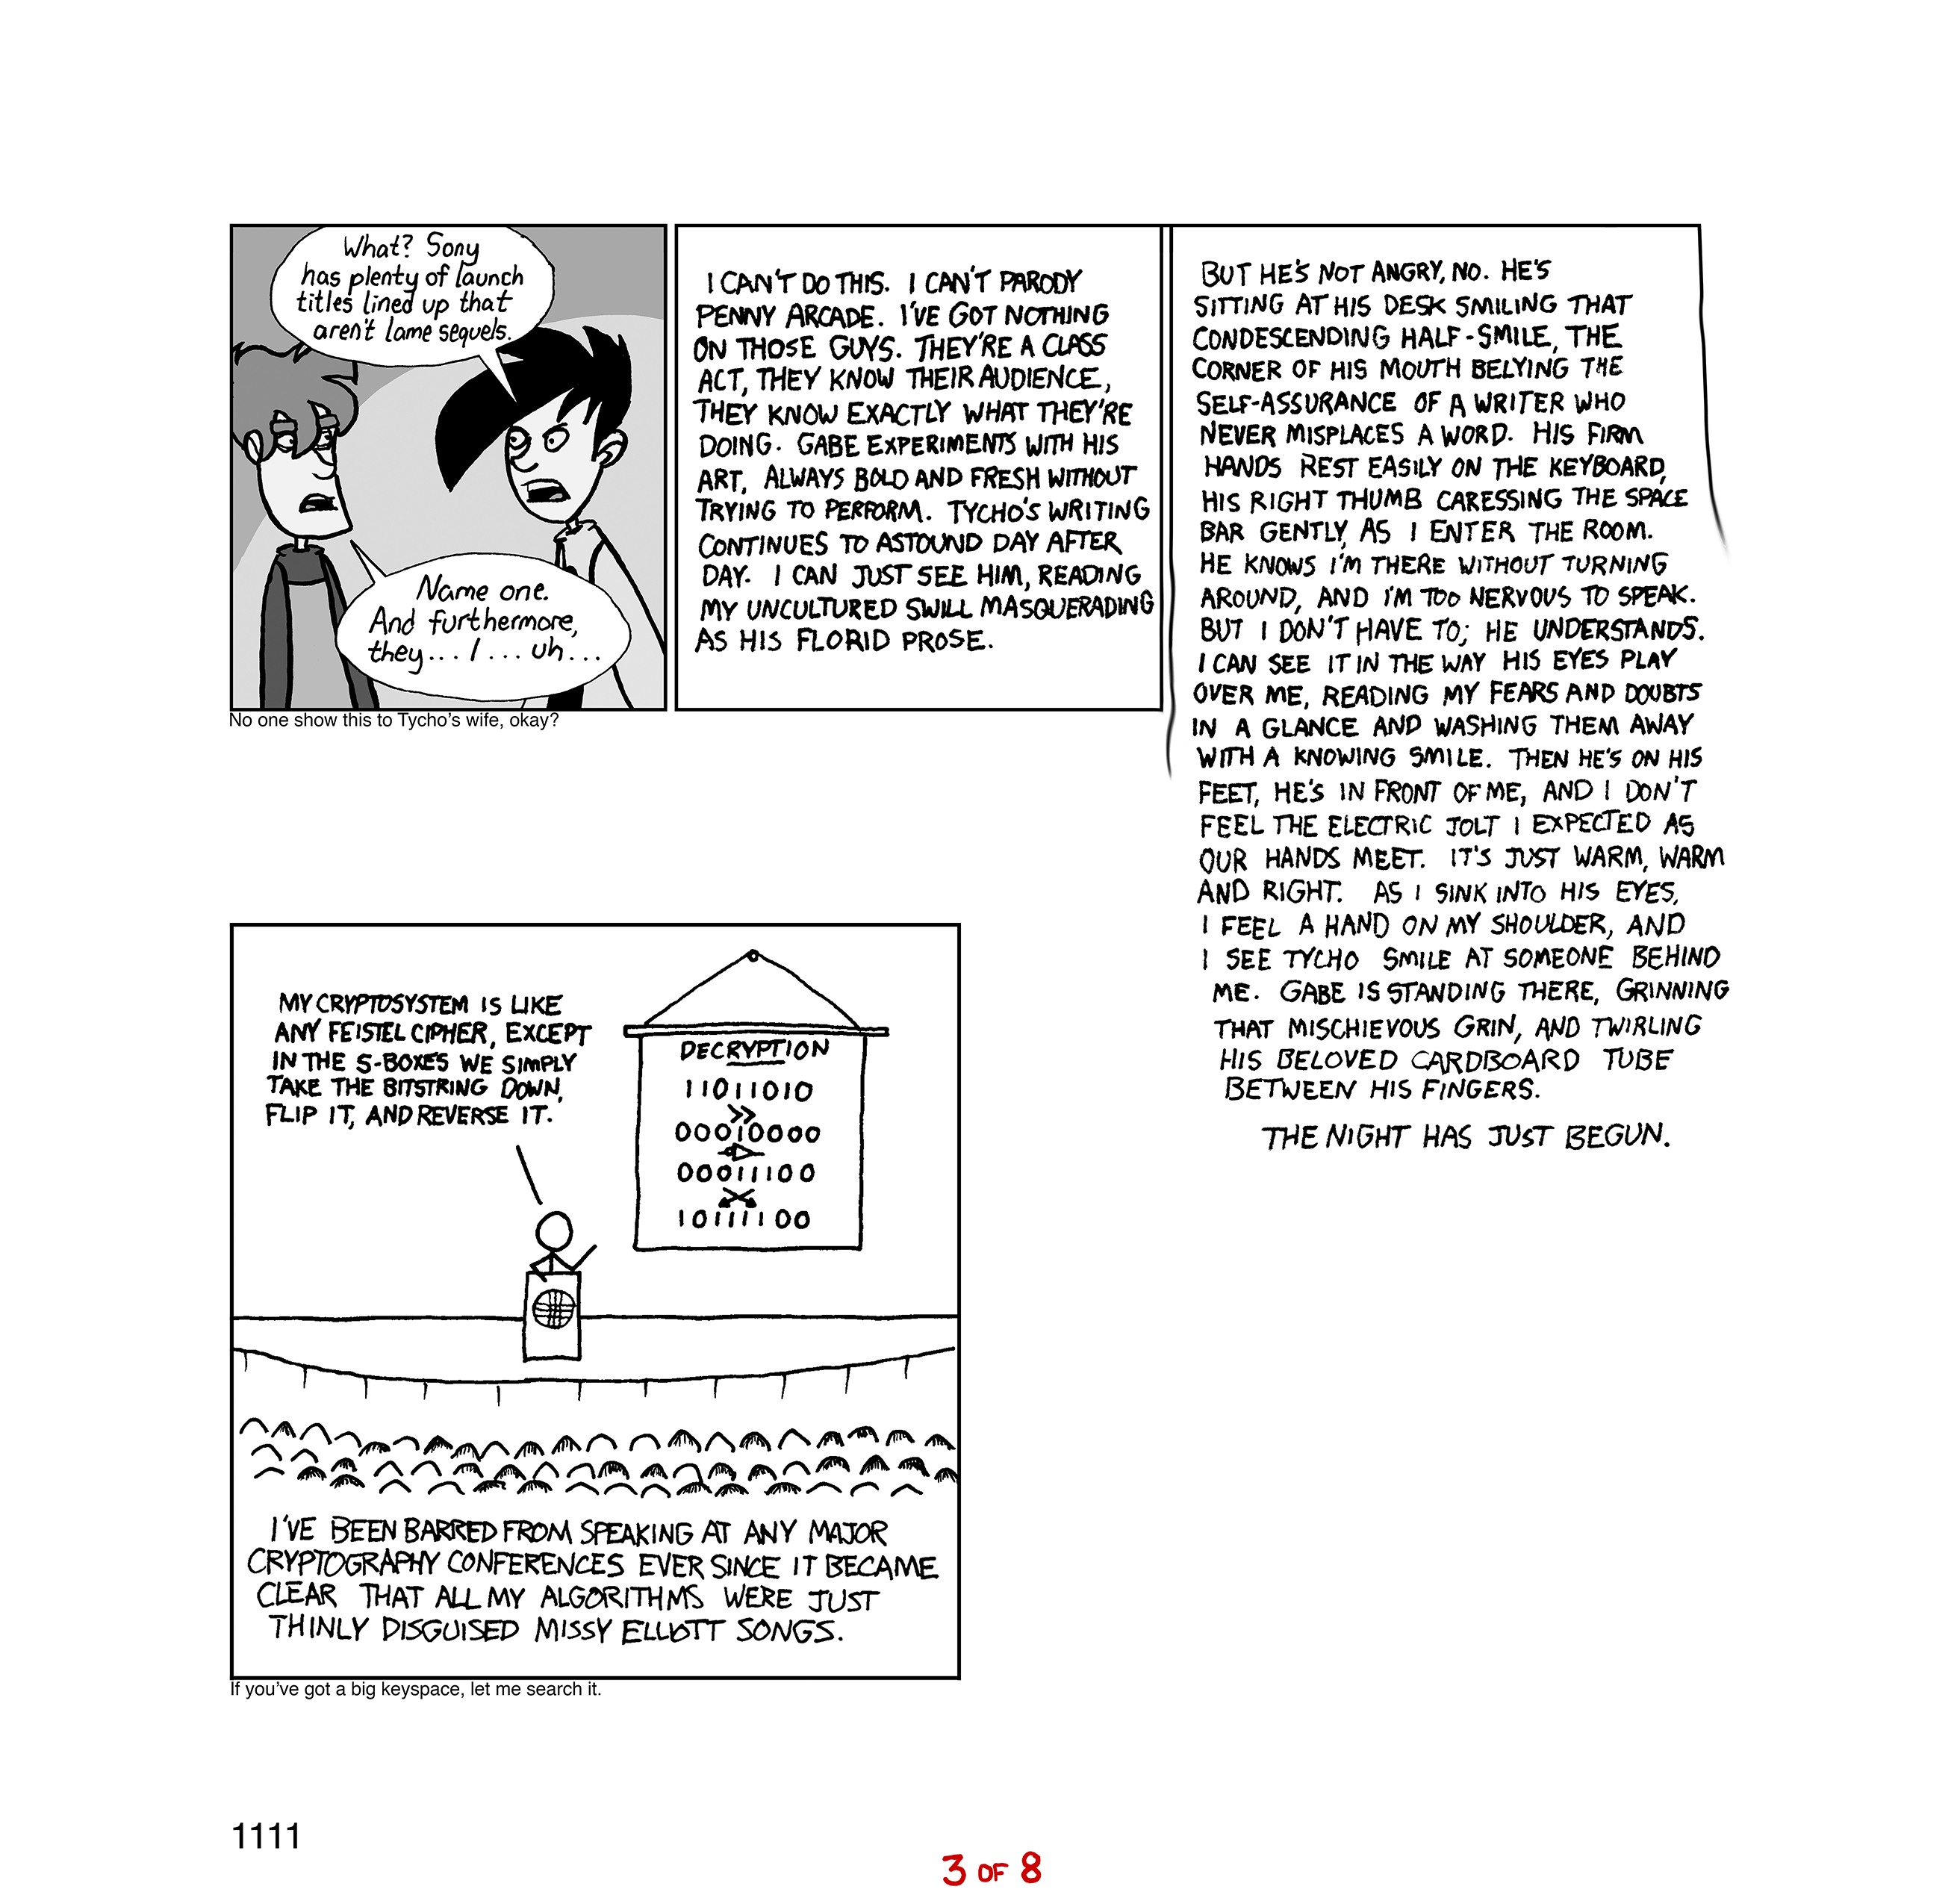 What? Sony
has plenty of launch
titles lined up that
aren't lame sequels.
Name one.
And furthermore,
they... I... uh...
No one show this to Tycho's wife, okay?
I CAN'T DO THIS. I CAN'T PARODY
PENNY ARCADE. I'VE GOT NOTHING
ON THOSE GUYS. THEY'RE A CLASS
ACT, THEY KNOW THEIR AUDIENCE,
THEY KNOW EXACTLY WHAT THEY'RE
DOING. GABE EXPERIMENTS WITH HIS
ART, ALWAYS BOLD AND FRESH WITHOUT
TRYING TO PERFORM. TYCHO'S WRITING
CONTINUES TO ASTOUND DAY AFTER
DAY. I CAN JUST SEE HIM, READING
MY UNCULTURED SWILL MASQUERADING
AS HIS FLORID PROSE.
BUT HE'S NOT ANGRY, NO. HE'S
SITTING AT HIS DESK SMILING THAT
CONDESCENDING HALF-SMILE, THE
CORNER OF HIS MOUTH BELYING THE
SELF-ASSURANCE OF A WRITER WHO
NEVER MISPLACES A WORD. HIS FIRM
HANDS REST EASILY ON THE KEYBOARD,
HIS RIGHT THUMB CARESSING THE SPACE
BAR GENTLY, AS I ENTER THE ROOM.
HE KNOWS I'M THERE WITHOUT TURNING
AROUND, AND I'M TOO NERVOUS TO SPEAK.
BUT I DON'T HAVE TO; HE UNDERSTANDS.
I CAN SEE IT IN THE WAY HIS EYES PLAY
OVER ME, READING MY FEARS AND DOUBTS
IN A GLANCE AND WASHING THEM AWAY
WITH A KNOWING SMILE. THEN HE'S ON HIS
FEET, HE'S IN FRONT OF ME, AND I DON'T
FEEL THE ELECTRIC JOLT I EXPECTED AS
OUR HANDS MEET. IT'S JUST WARM, WARM
AND RIGHT. AS I SINK INTO HIS EYES,
I FEEL A HAND ON MY SHOULDER, AND
I SEE TYCHO SMILE AT SOMEONE BEHIND
ME. GABE IS STANDING THERE, GRINNING
THAT MISCHIEVOUS GRIN, AND TWIRLING
HIS BELOVED CARDBOARD TUBE
BETWEEN HIS FINGERS.
THE NIGHT HAS JUST BEGUN.
MY CRYPTOSYSTEM IS LIKE
ANY FEISTEL CIPHER, EXCEPT
IN THE S-BOXES WE SIMPLY
TAKE THE BITSTRING DOWN,
FLIP IT, AND REVERSE IT.
DECRYPTION
11011010
>>
00010000
00011100
10111100
I'VE BEEN BARRED FROM SPEAKING AT ANY MAJOR
CRYPTOGRAPHY CONFERENCES EVER SINCE IT BECAME
CLEAR THAT ALL MY ALGORITHMS WERE JUST
THINLY DISGUISED MISSY ELLIOTT SONGS.
If you've got a big keyspace, let me search it.
1111
3 OF 8